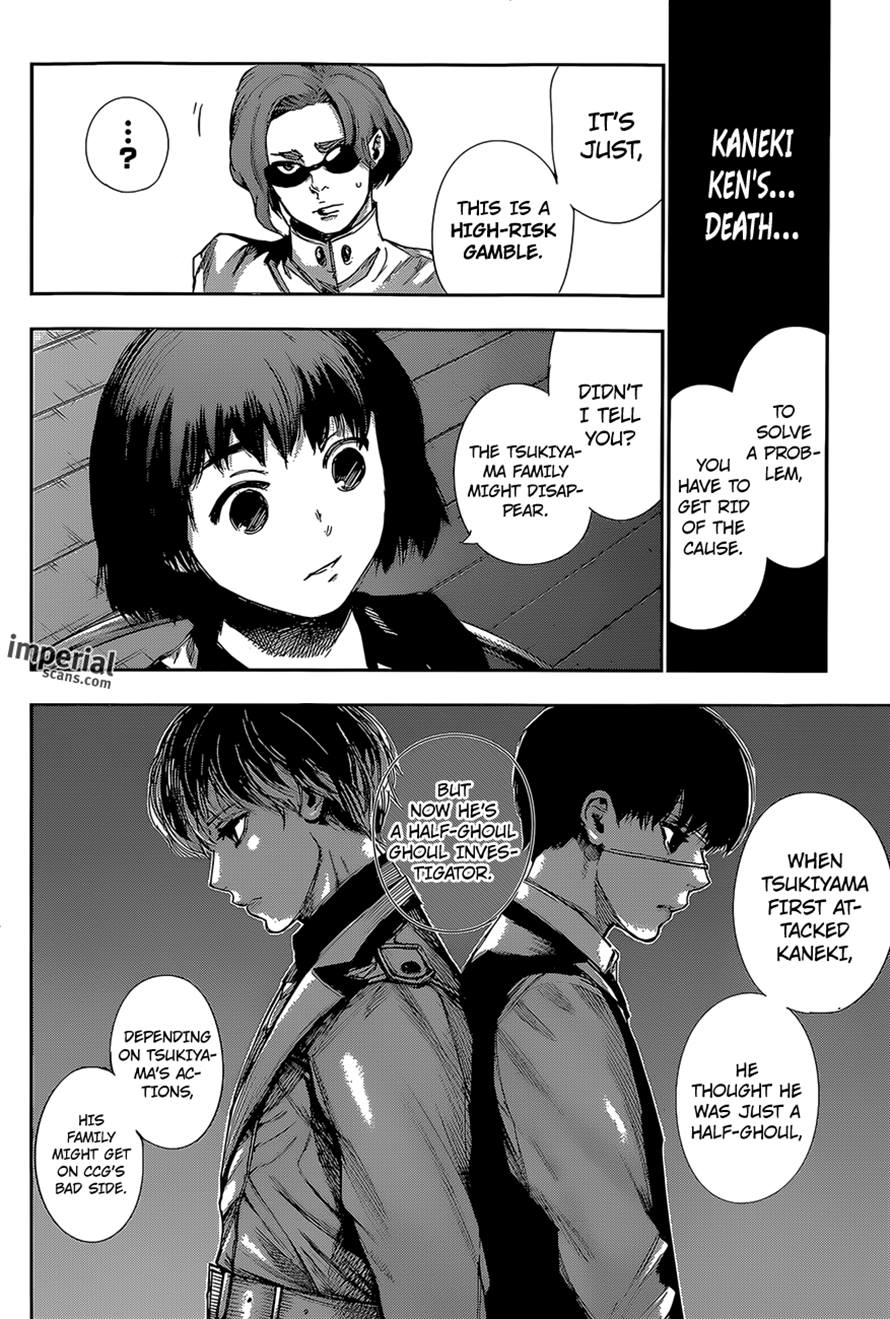 KANEKI
KEN'S...
DEATH...
TO
SOLVE
A PROB-
LEM,
YOU
HAVE TO
GET RID
OF THE
CAUSE.
IT'S
JUST,
THIS IS A
HIGH-RISK
GAMBLE.
...
?
DIDN'T
I TELL
YOU?
THE TSUKIYA-
MA FAMILY
MIGHT DISAP-
PEAR.
imperial
scans.com
WHEN
TSUKIYAMA
FIRST AT-
TACKED
KANEKI,
HE
THOUGHT HE
WAS JUST A
HALF-GHOUL,
BUT
NOW HE'S
A HALF-GHOUL
GHOUL INVES-
TIGATOR.
DEPENDING
ON TSUKIYA-
MA'S AC-
TIONS,
HIS
FAMILY
MIGHT GET
ON CCG'S
BAD SIDE.